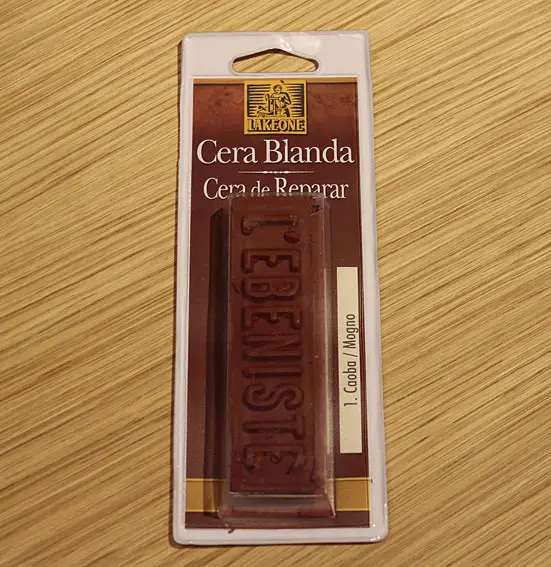 LAKEONE
Cera Blanda
Cera de Reparar
L'EBENISTE
1. Caoba / Mogno